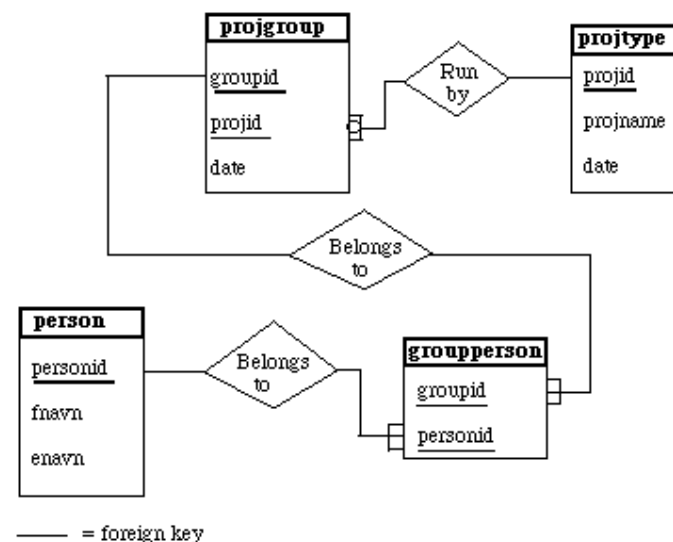 projgroup
groupid
projid
date
Run
by
projtype
projid
projname
date
Belongs
to
person
personid
fnavn
enavn
Belongs
to
groupperson
groupid
personid
= foreign key